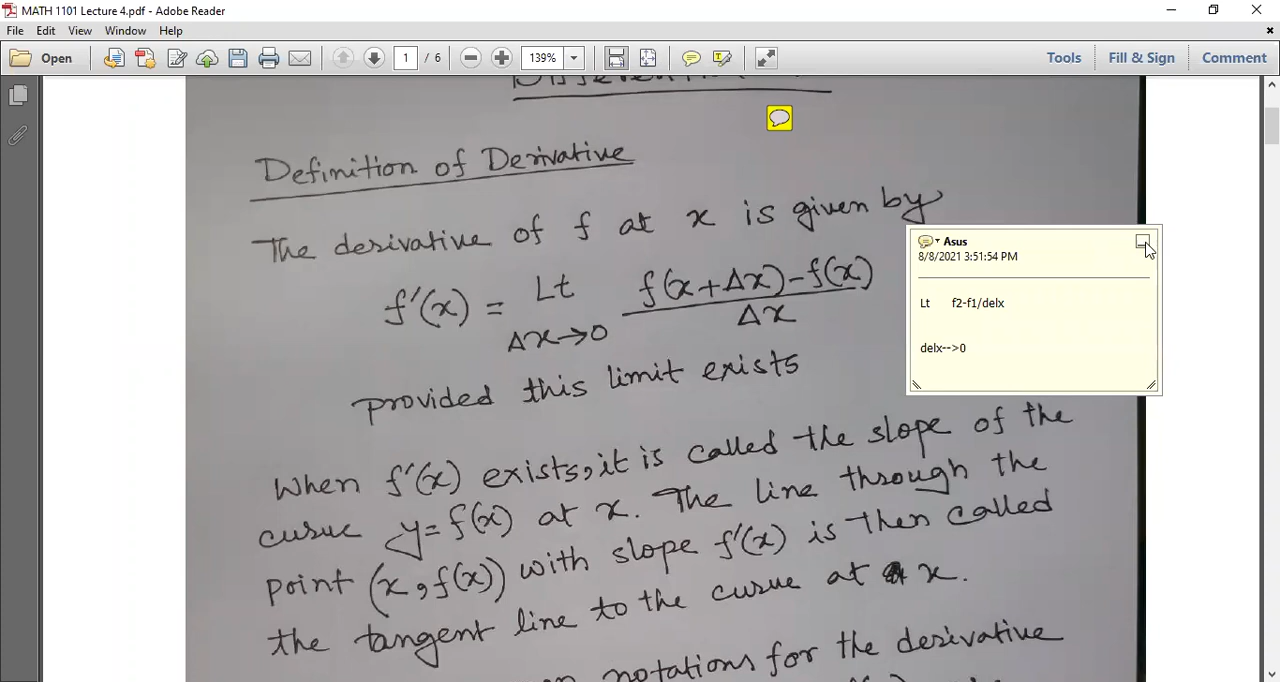 MATH 1101 Lecture 4.pdf - Adobe Reader
File Edit View Window Help
Open 1 / 6 139% Tools Fill & Sign Comment
Definition of Derivative
The derivative of f at x is given by
f'(x) = Lt f(x+Δx)-f(x)
Δx→0 Δx
provided this limit exists
Asus
8/8/2021 3:51:54 PM
Lt f2-f1/delx
delx-->0
When f'(x) exists, it is called the slope of the
curve y=f(x) at x. The line through the
point (x, f(x)) with slope f'(x) is then called
the tangent line to the curve at x.
notations for the derivative